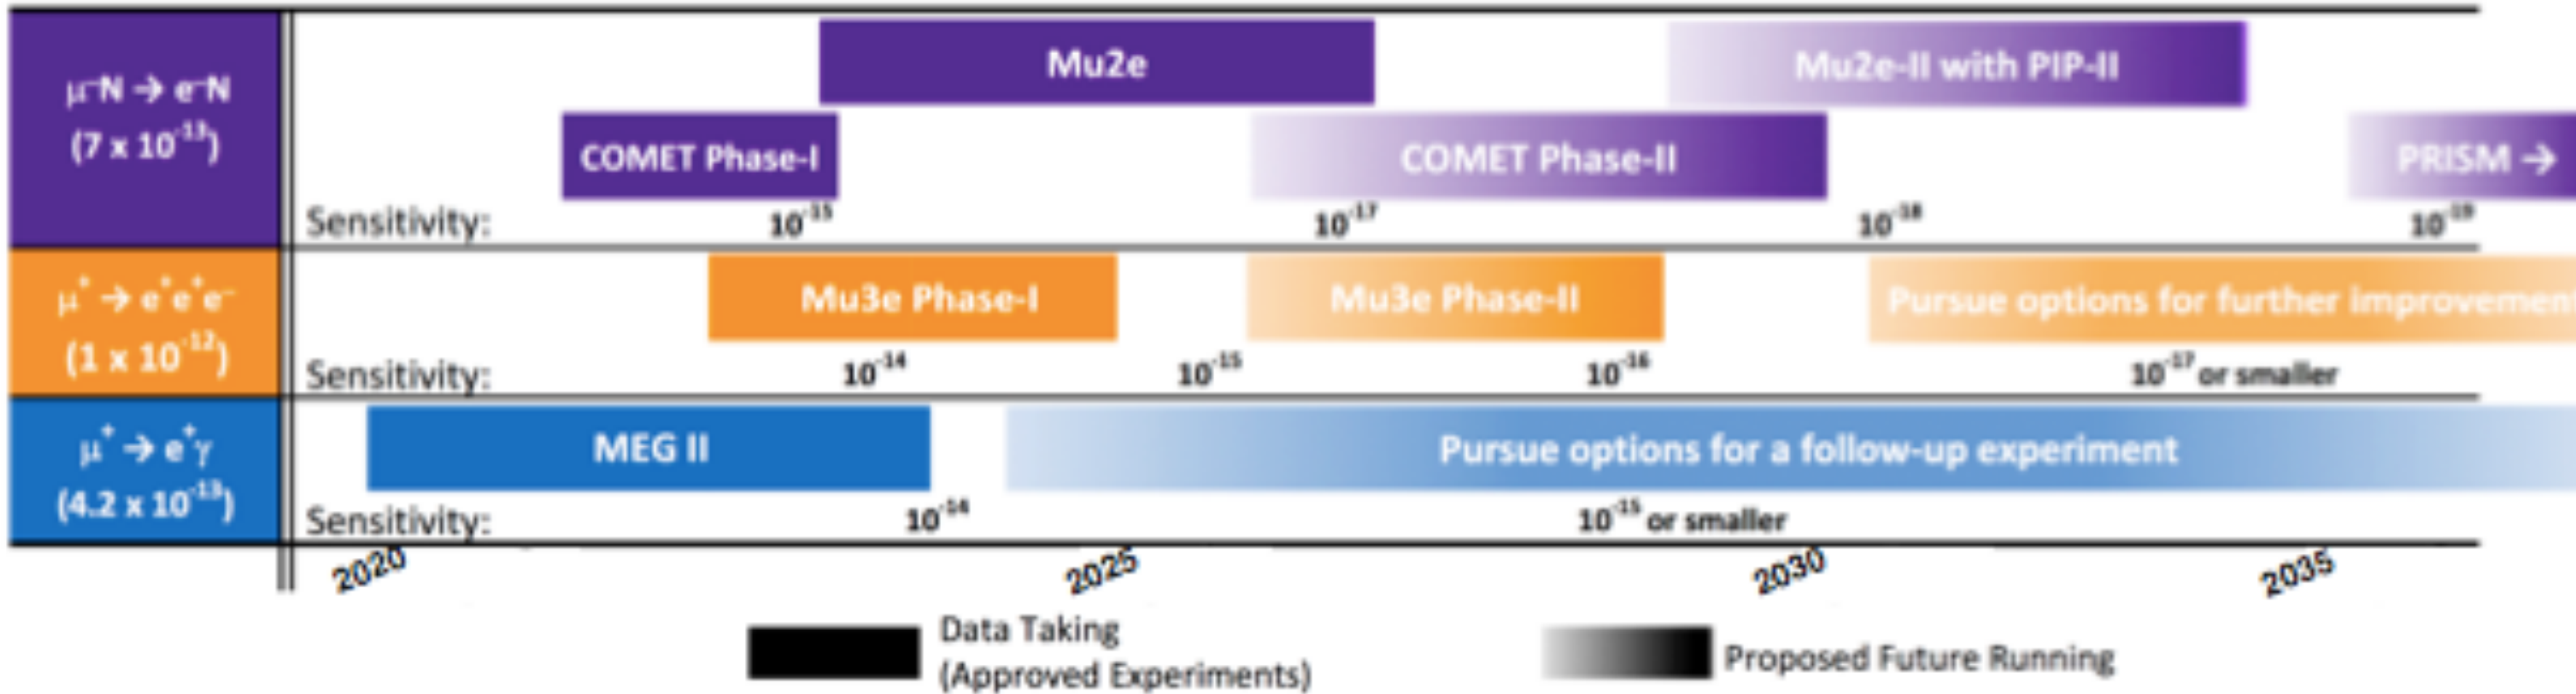 μ⁻N → e⁻N
(7 x 10⁻¹³)
Mu2e
Mu2e-II with PIP-II
COMET Phase-I
COMET Phase-II
PRISM →
Sensitivity: 10⁻¹⁵ 10⁻¹⁷ 10⁻¹⁸ 10⁻¹⁹
μ⁺ → e⁺e⁺e⁻
(1 x 10⁻¹²)
Mu3e Phase-I
Mu3e Phase-II
Pursue options for further improvement
Sensitivity: 10⁻¹⁴ 10⁻¹⁵ 10⁻¹⁶ 10⁻¹⁷ or smaller
μ⁺ → e⁺γ
(4.2 x 10⁻¹³)
MEG II
Pursue options for a follow-up experiment
Sensitivity: 10⁻¹⁴ 10⁻¹⁵ or smaller
2020 2025 2030 2035
Data Taking
(Approved Experiments)
Proposed Future Running